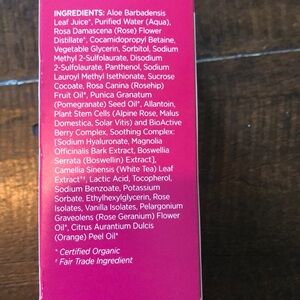 INGREDIENTS: Aloe Barbadensis
Leaf Juice*, Purified Water (Aqua),
Rosa Damascena (Rose) Flower
Distillate*, Cocamidopropyl Betaine,
Vegetable Glycerin, Sorbitol, Sodium
Methyl 2-Sulfolaurate, Disodium
2-Sulfolaurate, Panthenol, Sodium
Lauroyl Methyl Isethionate, Sucrose
Cocoate, Rosa Canina (Rosehip)
Fruit Oil*, Punica Granatum
(Pomegranate) Seed Oil*, Allantoin,
Plant Stem Cells (Alpine Rose, Malus
Domestica, Solar Vitis) and BioActive
Berry Complex, Soothing Complex:
[Sodium Hyaluronate, Magnolia
Officinalis Bark Extract, Boswellia
Serrata (Boswellin) Extract],
Camellia Sinensis (White Tea) Leaf
Extract*†, Lactic Acid, Tocopherol,
Sodium Benzoate, Potassium
Sorbate, Ethylhexylglycerin, Rose
Isolates, Vanilla Isolates, Pelargonium
Graveolens (Rose Geranium) Flower
Oil*, Citrus Aurantium Dulcis
(Orange) Peel Oil*
* Certified Organic
† Fair Trade Ingredient